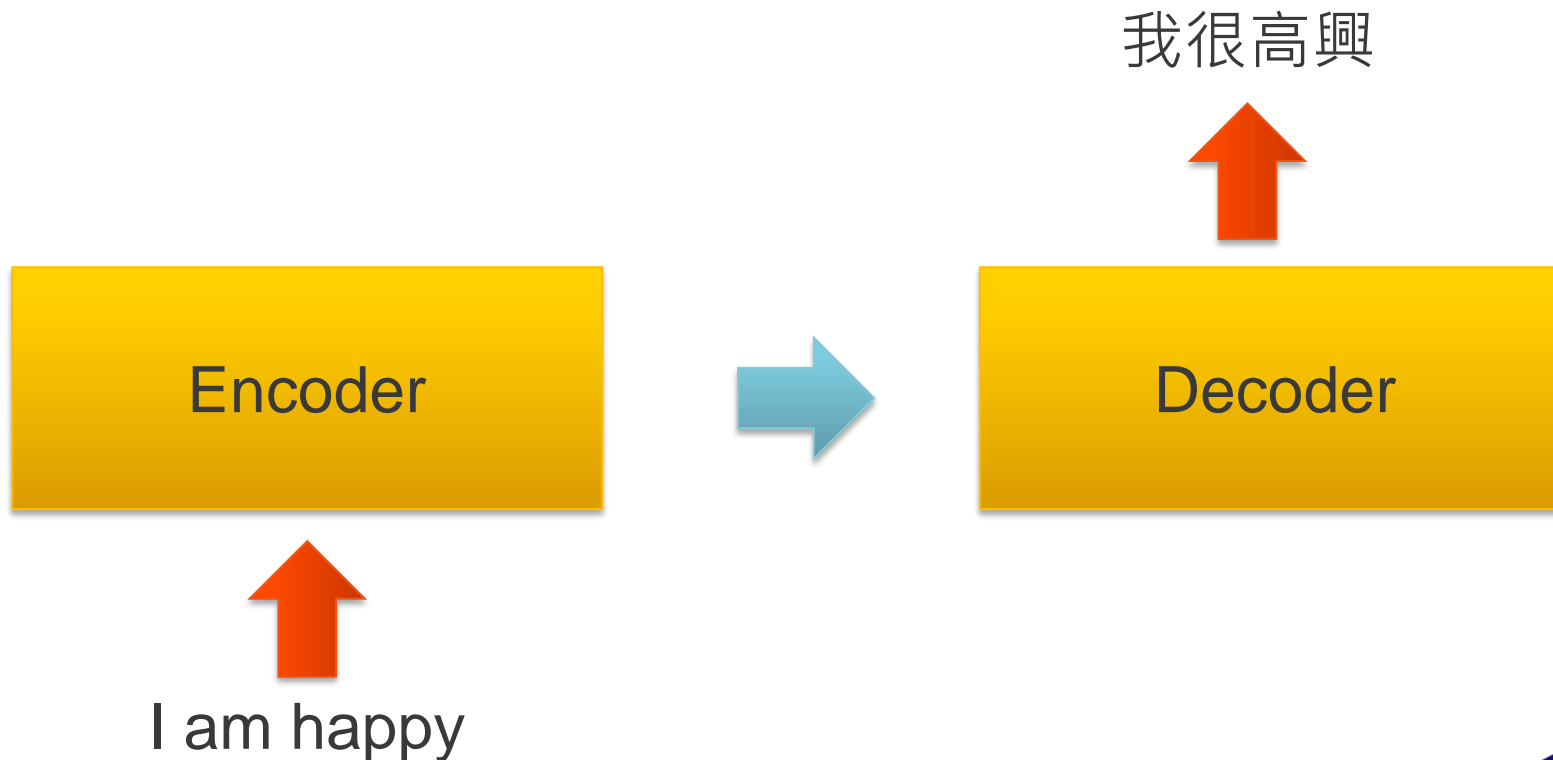 我很高興
Encoder
Decoder
I am happy